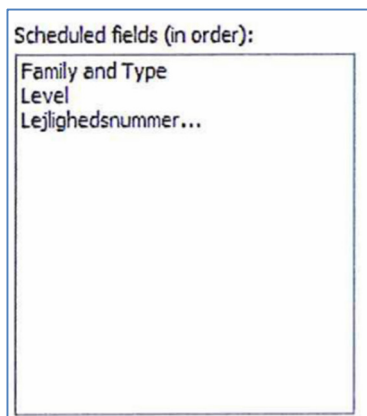 Scheduled fields (in order):
Family and Type
Level
Lejlighedsnummer...